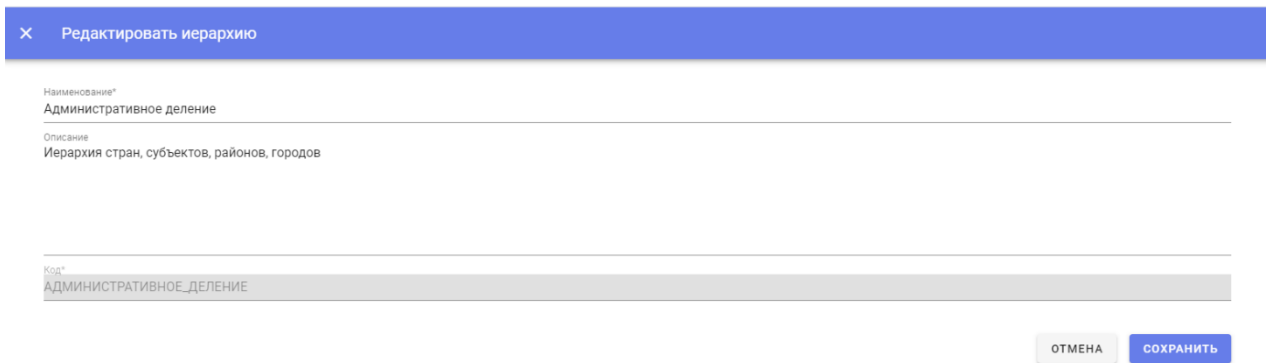 Редактировать иерархию
Наименование*
Административное деление
Описание
Иерархия стран, субъектов, районов, городов
Код*
АДМИНИСТРАТИВНОЕ_ДЕЛЕНИЕ
ОТМЕНА СОХРАНИТЬ